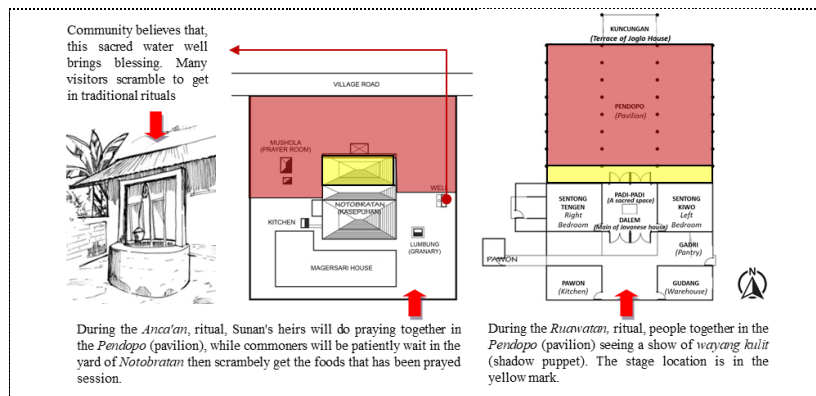 Community believes that,
this sacred water well
brings blessing. Many
visitors scramble to get
in traditional rituals
VILLAGE ROAD
MUSHOLA
(PRAYER ROOM)
WELL
NOTOBRATAN
(KASEPUHAN)
KITCHEN
LUMBUNG
(GRANARY)
MAGERSARI HOUSE
KUNCUNGAN
(Terrace of Joglo House)
PENDOPO
(Pavilion)
SENTONG
TENGEN
Right
Bedroom
PADI-PADI
(A sacred space)
DALEM
(Main of Javanese house)
SENTONG
KIWO
Left
Bedroom
GADRI
(Pantry)
PAWON
PAWON
(Kitchen)
GUDANG
(Warehouse)
N
During the Anca'an, ritual, Sunan's heirs will do praying together in
the Pendopo (pavilion), while commoners will be patiently wait in the
yard of Notobratan then scrambely get the foods that has been prayed
session.
During the Ruawatan, ritual, people together in the
Pendopo (pavilion) seeing a show of wayang kulit
(shadow puppet). The stage location is in the
yellow mark.